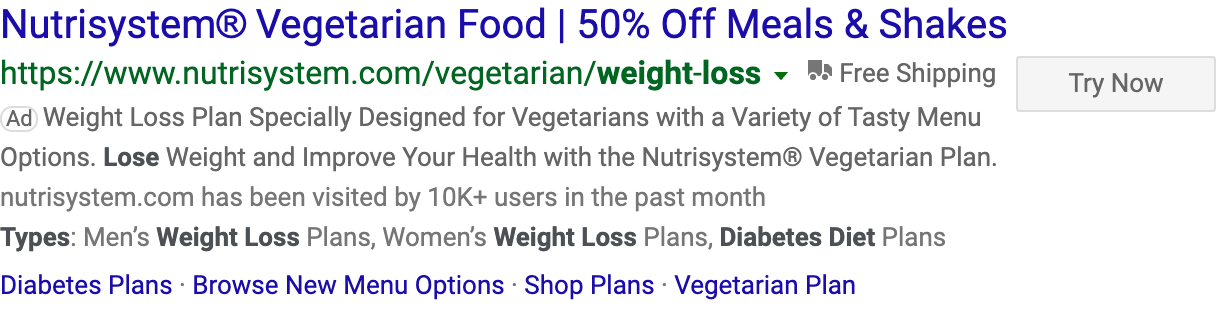 Nutrisystem® Vegetarian Food | 50% Off Meals & Shakes
https://www.nutrisystem.com/vegetarian/weight-loss Free Shipping
Try Now
Ad Weight Loss Plan Specially Designed for Vegetarians with a Variety of Tasty Menu
Options. Lose Weight and Improve Your Health with the Nutrisystem® Vegetarian Plan.
nutrisystem.com has been visited by 10K+ users in the past month
Types: Men’s Weight Loss Plans, Women’s Weight Loss Plans, Diabetes Diet Plans
Diabetes Plans · Browse New Menu Options · Shop Plans · Vegetarian Plan